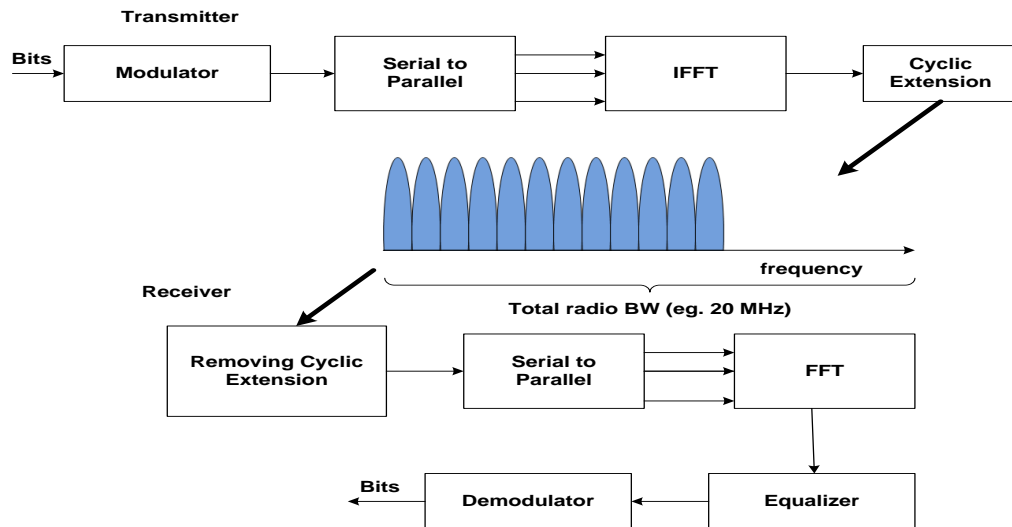 Transmitter
Bits
Modulator
Serial to
Parallel
IFFT
Cyclic
Extension
frequency
Total radio BW (eg. 20 MHz)
Receiver
Removing Cyclic
Extension
Serial to
Parallel
FFT
Bits
Demodulator
Equalizer